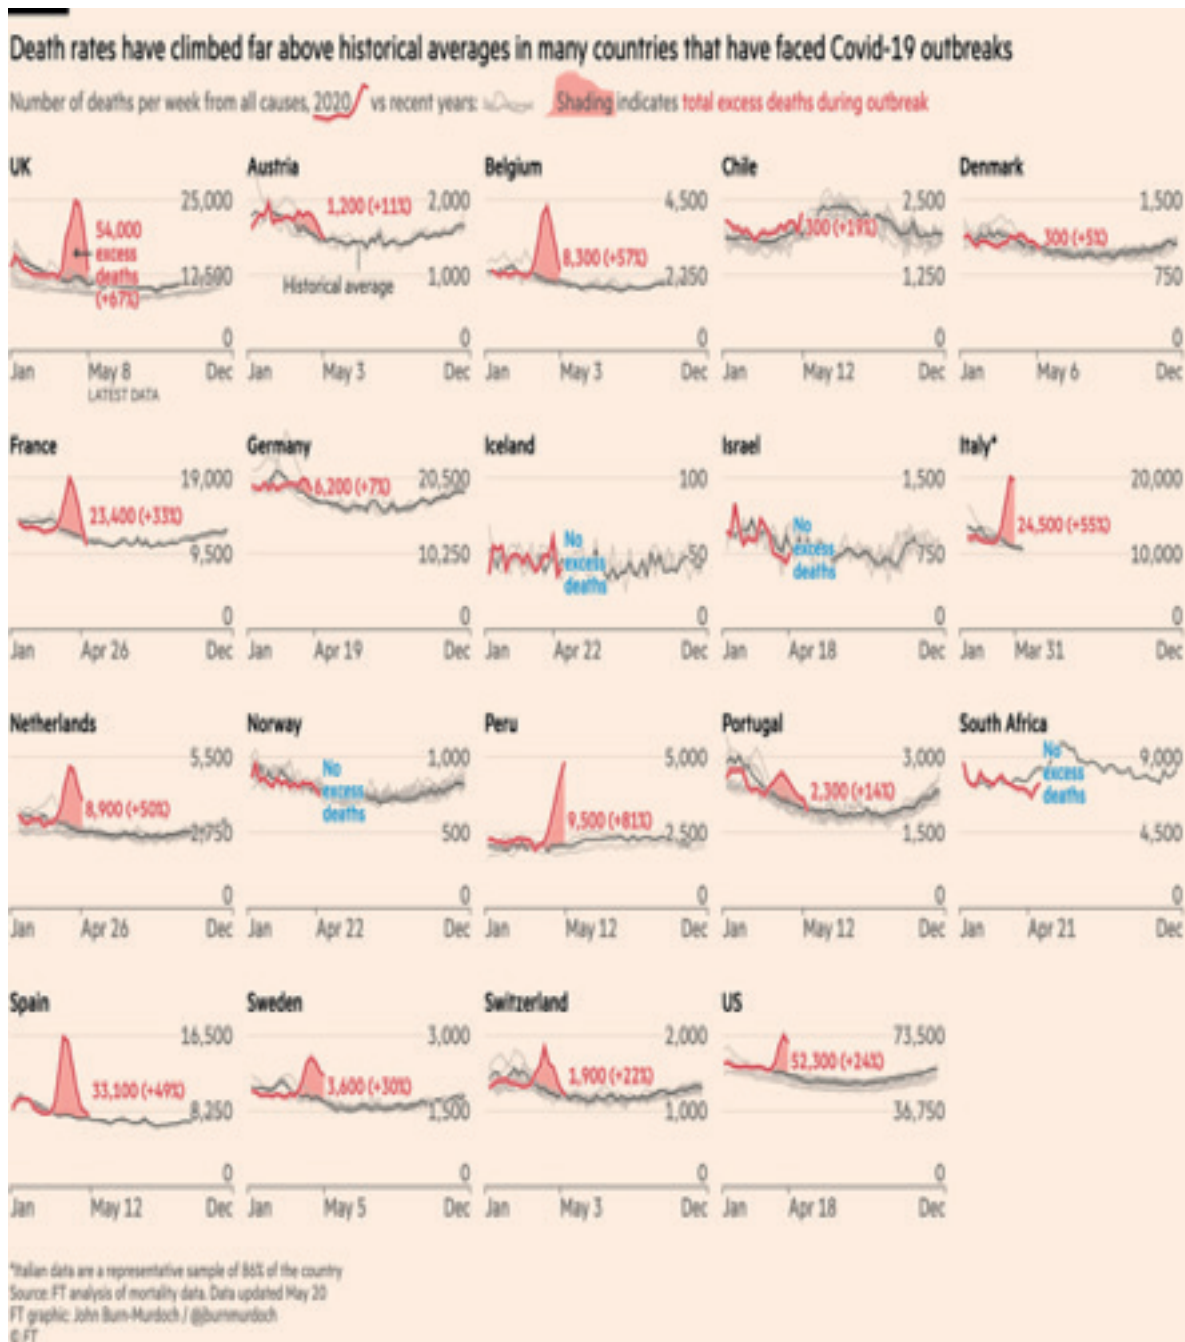 Death rates have climbed far above historical averages in many countries that have faced Covid-19 outbreaks
Number of deaths per week from all causes, 2020 vs recent years: Shading indicates total excess deaths during outbreak
UK
25,000
54,000
excess
deaths
(+67%)
12,500
0
Jan May 8 Dec
LATEST DATA
Austria
1,200 (+11%) 2,000
1,000
Historical average
0
Jan May 3 Dec
Belgium
4,500
8,300 (+57%)
2,250
0
Jan May 3 Dec
Chile
2,500
300 (+19%)
1,250
0
Jan May 12 Dec
Denmark
1,500
300 (+5%)
750
0
Jan May 6 Dec
France
19,000
23,400 (+33%)
9,500
0
Jan Apr 26 Dec
Germany
20,500
6,200 (+7%)
10,250
0
Jan Apr 19 Dec
Iceland
100
No
excess
deaths
50
0
Jan Apr 22 Dec
Israel
1,500
No
excess
deaths
750
0
Jan Apr 18 Dec
Italy*
20,000
24,500 (+55%)
10,000
0
Jan Mar 31 Dec
Netherlands
5,500
8,900 (+50%)
2,750
0
Jan Apr 26 Dec
Norway
1,000
No
excess
deaths
500
0
Jan Apr 22 Dec
Peru
5,000
9,500 (+81%)
2,500
0
Jan May 12 Dec
Portugal
3,000
2,300 (+14%)
1,500
0
Jan May 12 Dec
South Africa
9,000
No
excess
deaths
4,500
0
Jan Apr 21 Dec
Spain
16,500
33,100 (+49%)
8,250
0
Jan May 12 Dec
Sweden
3,000
3,600 (+30%)
1,500
0
Jan May 5 Dec
Switzerland
2,000
1,900 (+22%)
1,000
0
Jan May 3 Dec
US
73,500
52,300 (+24%)
36,750
0
Jan Apr 18 Dec
*Italian data are a representative sample of 86% of the country
Source: FT analysis of mortality data. Data updated May 20
FT graphic: John Burn-Murdoch / @jburnmurdoch
© FT